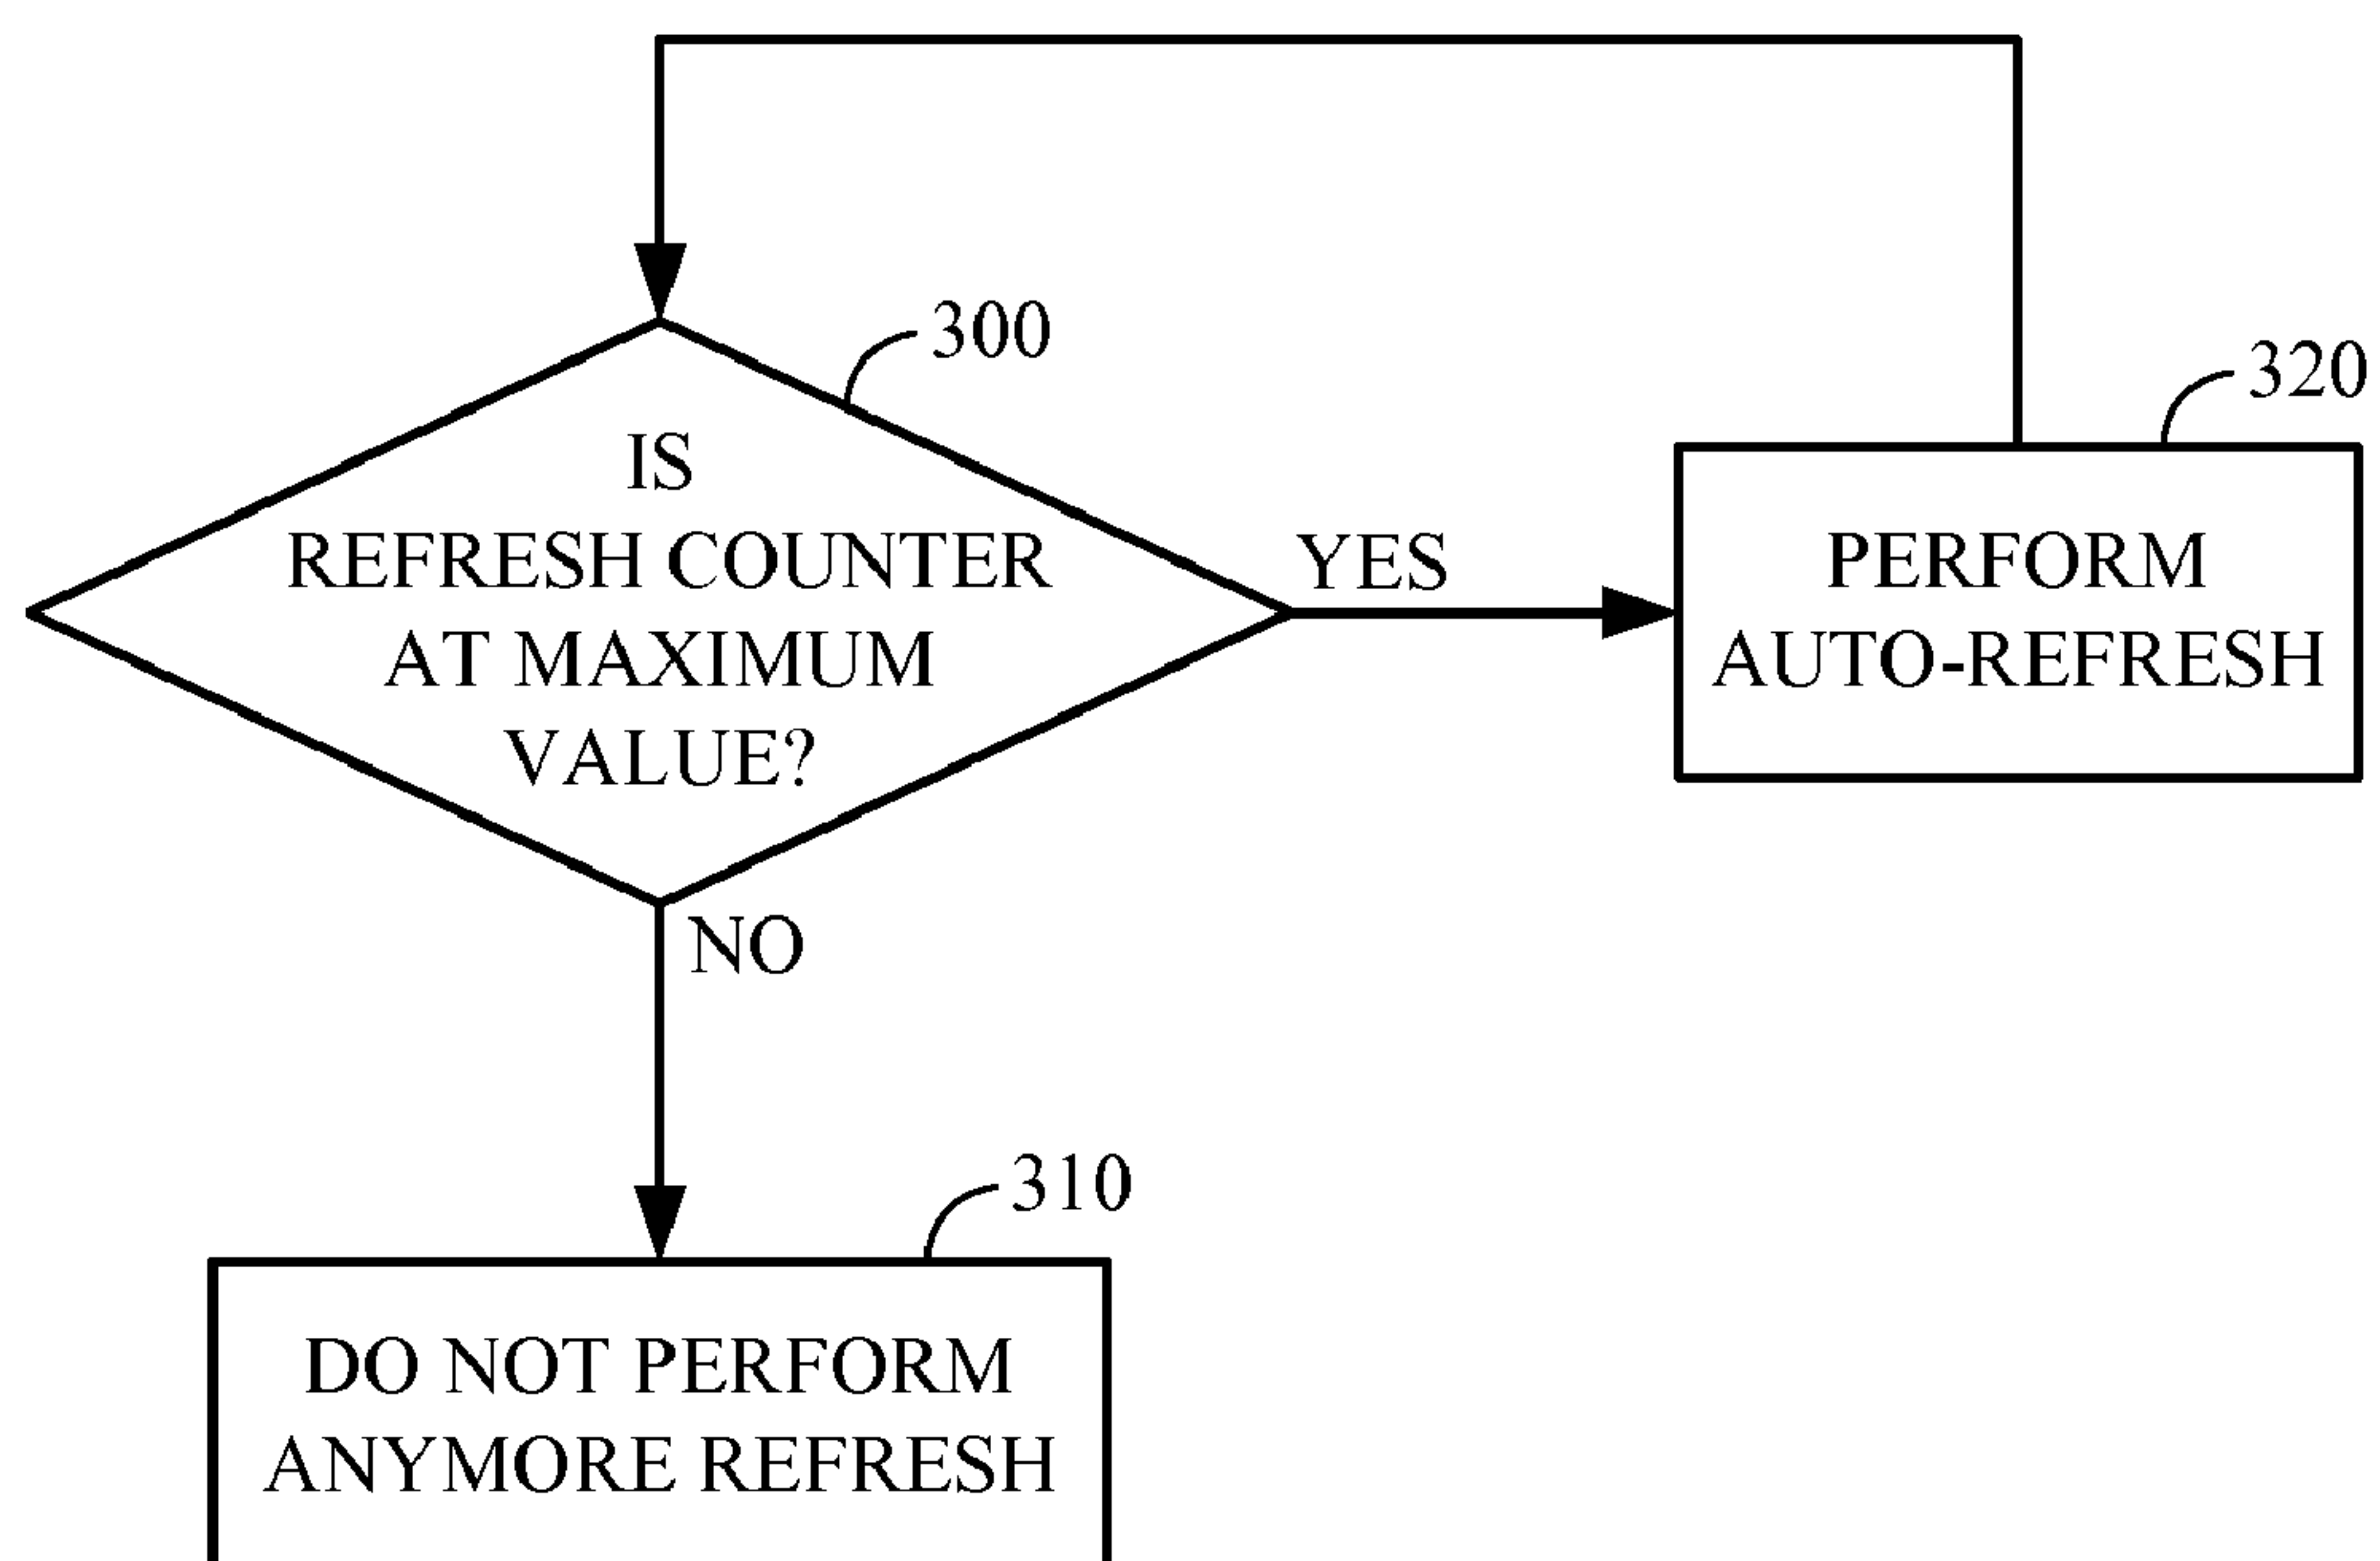 300
IS
REFRESH COUNTER
AT MAXIMUM
VALUE?
YES
320
PERFORM
AUTO-REFRESH
NO
310
DO NOT PERFORM
ANYMORE REFRESH